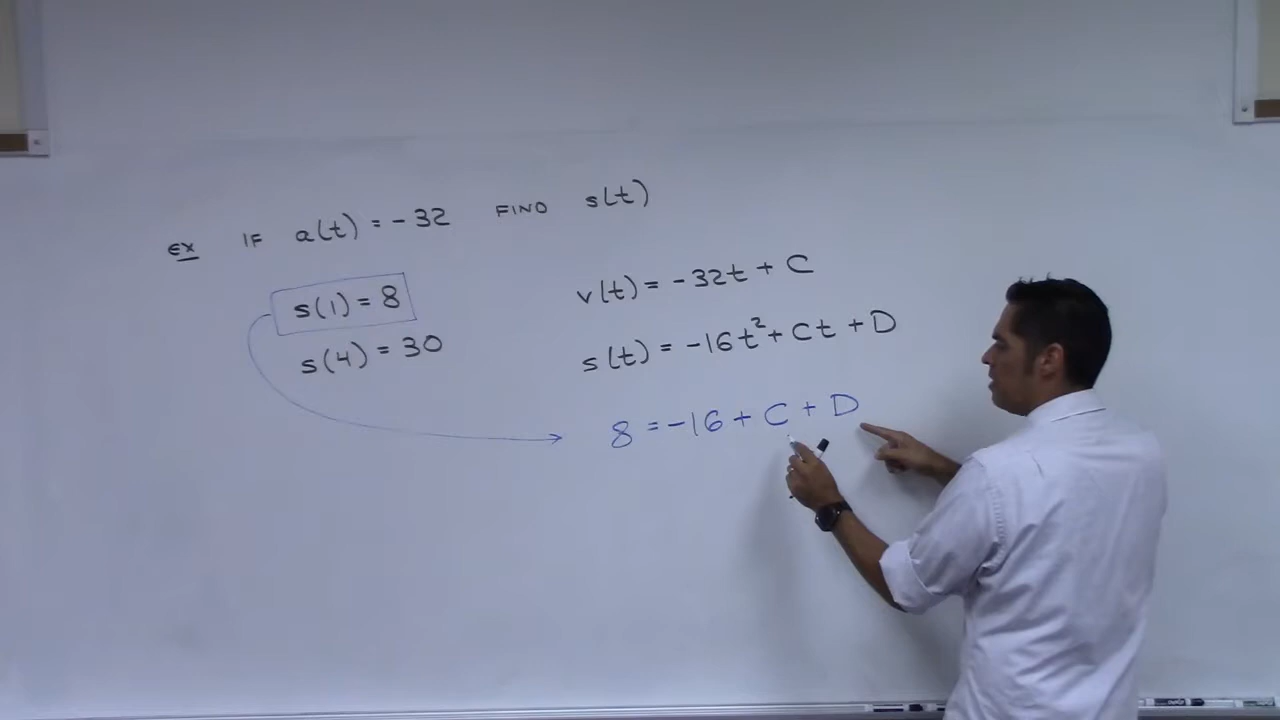 ex IF a(t) = -32 FIND s(t)
s(1) = 8
s(4) = 30
v(t) = -32t + C
s(t) = -16t² + Ct + D
8 = -16 + C + D